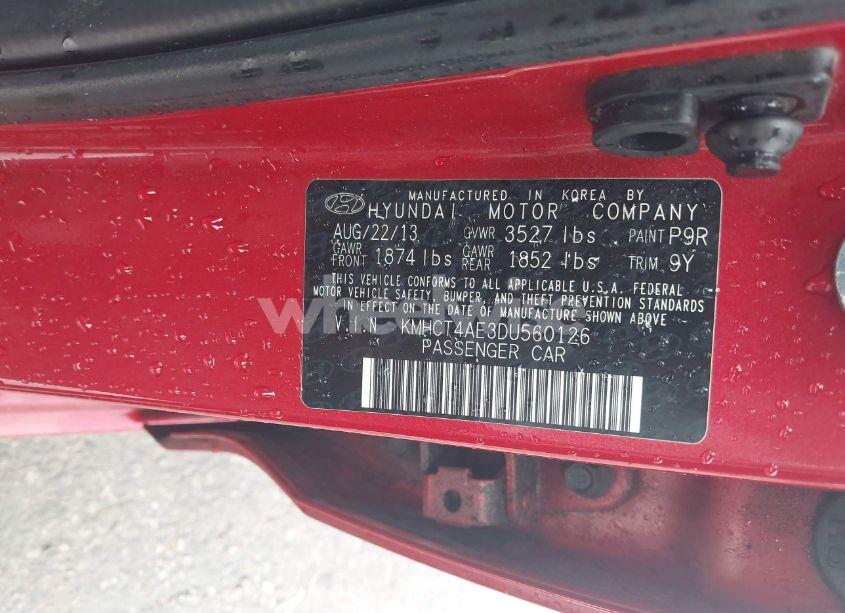 MANUFACTURED IN KOREA BY
HYUNDAI MOTOR COMPANY
AUG/22/13 GVWR 3527 lbs PAINT P9R
GAWR FRONT 1874 lbs GAWR REAR 1852 lbs TRIM 9Y
THIS VEHICLE CONFORMS TO ALL APPLICABLE U.S.A. FEDERAL
MOTOR VEHICLE SAFETY, BUMPER, AND THEFT PREVENTION STANDARDS
IN EFFECT ON THE DATE OF MANUFACTURE SHOWN ABOVE
V.I.N KMHCT4AE3DU560126
PASSENGER CAR